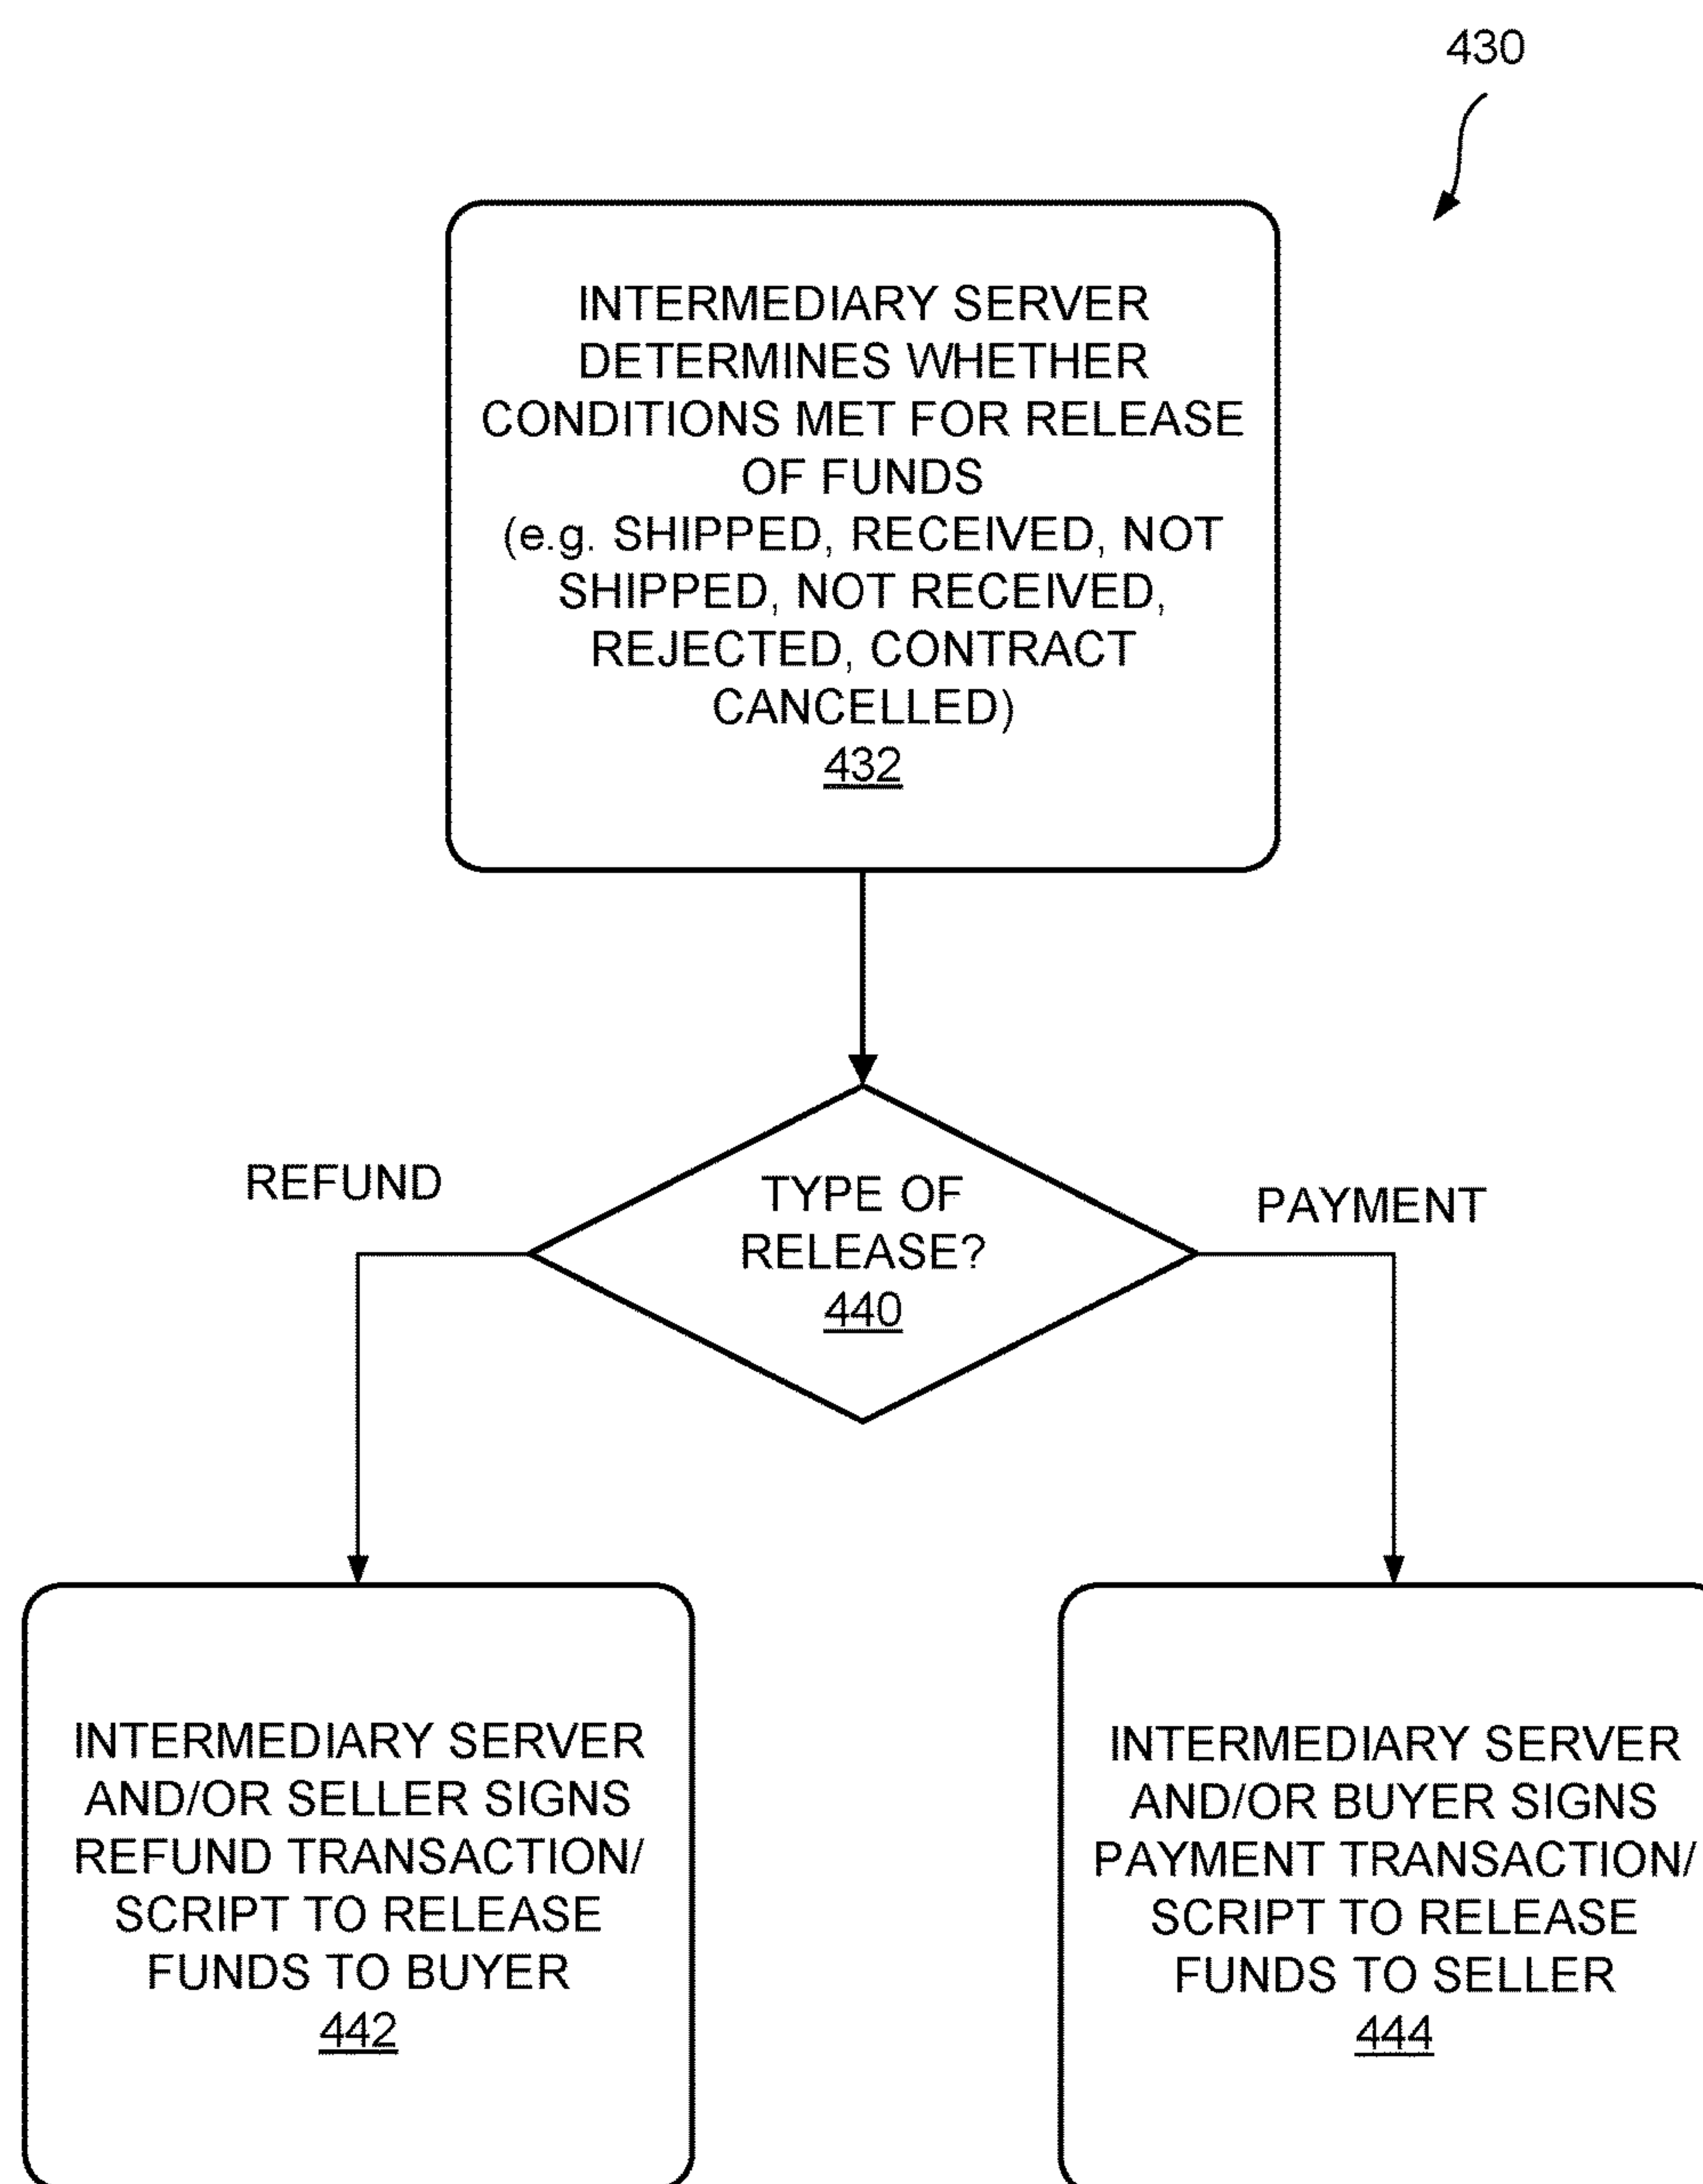 430
INTERMEDIARY SERVER
DETERMINES WHETHER
CONDITIONS MET FOR RELEASE
OF FUNDS
(e.g. SHIPPED, RECEIVED, NOT
SHIPPED, NOT RECEIVED,
REJECTED, CONTRACT
CANCELLED)
432
REFUND
TYPE OF
RELEASE?
440
PAYMENT
INTERMEDIARY SERVER
AND/OR SELLER SIGNS
REFUND TRANSACTION/
SCRIPT TO RELEASE
FUNDS TO BUYER
442
INTERMEDIARY SERVER
AND/OR BUYER SIGNS
PAYMENT TRANSACTION/
SCRIPT TO RELEASE
FUNDS TO SELLER
444